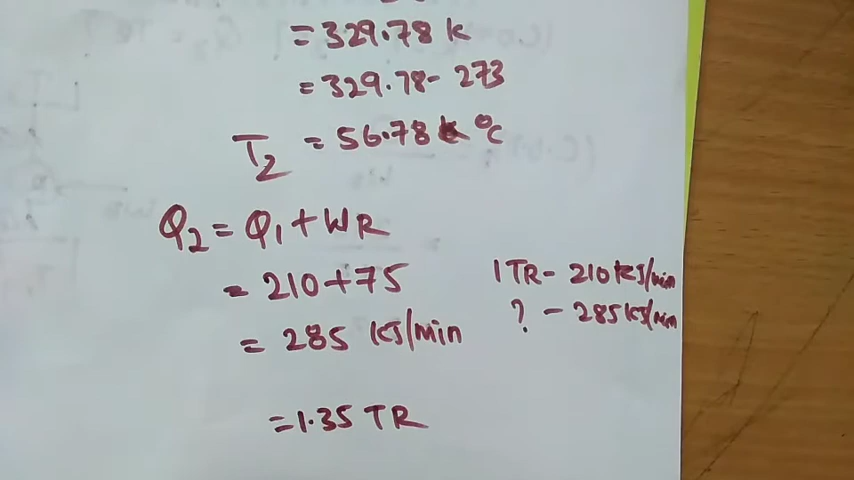 = 329.78 k
= 329.78 - 273
T2 = 56.78 °c
Q2 = Q1 + WR
= 210 + 75
= 285 kJ/min
1 TR - 210 kJ/min
? - 285 kJ/min
= 1.35 TR